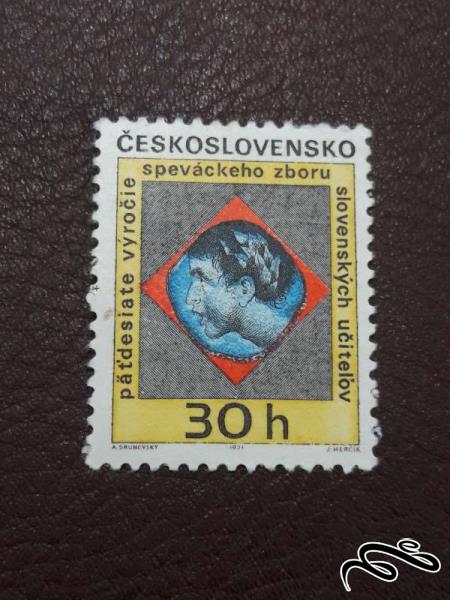 ČESKOSLOVENSKO
päťdesiate výročie
speváckeho zboru
slovenských učiteľov
30 h
A. BRUNOVSKÝ 1971 J. HERČÍK